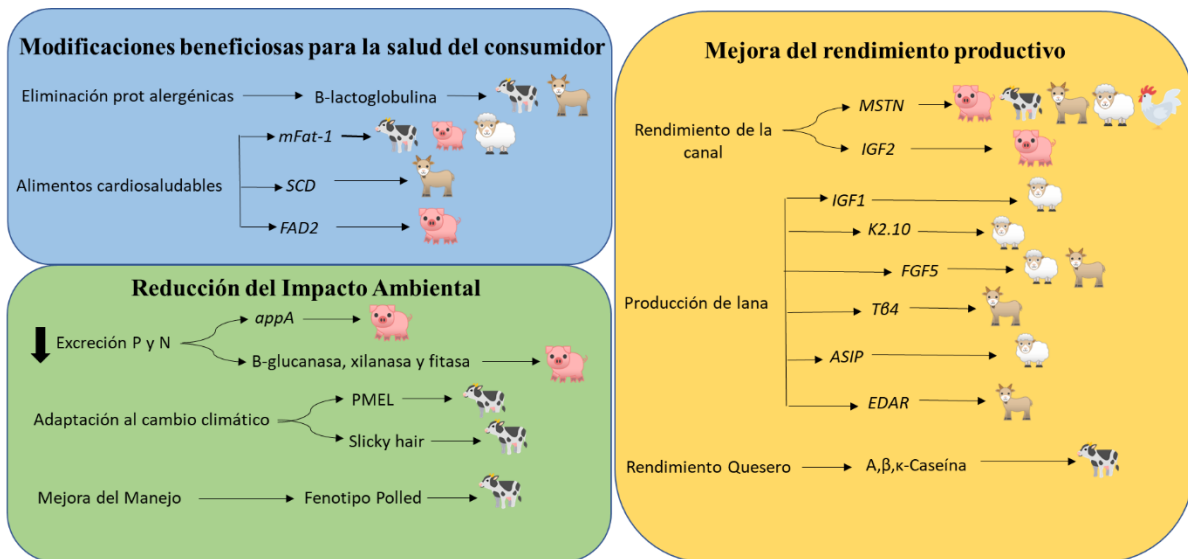 Modificaciones beneficiosas para la salud del consumidor
Eliminación prot alergénicas
B-lactoglobulina
mFat-1
Alimentos cardiosaludables
SCD
FAD2
Reducción del Impacto Ambiental
Excreción P y N
appA
B-glucanasa, xilanasa y fitasa
Adaptación al cambio climático
PMEL
Slicky hair
Mejora del Manejo
Fenotipo Polled
Mejora del rendimiento productivo
Rendimiento de la
canal
MSTN
IGF2
Producción de lana
IGF1
K2.10
FGF5
Tβ4
ASIP
EDAR
Rendimiento Quesero
Α,β,κ-Caseína